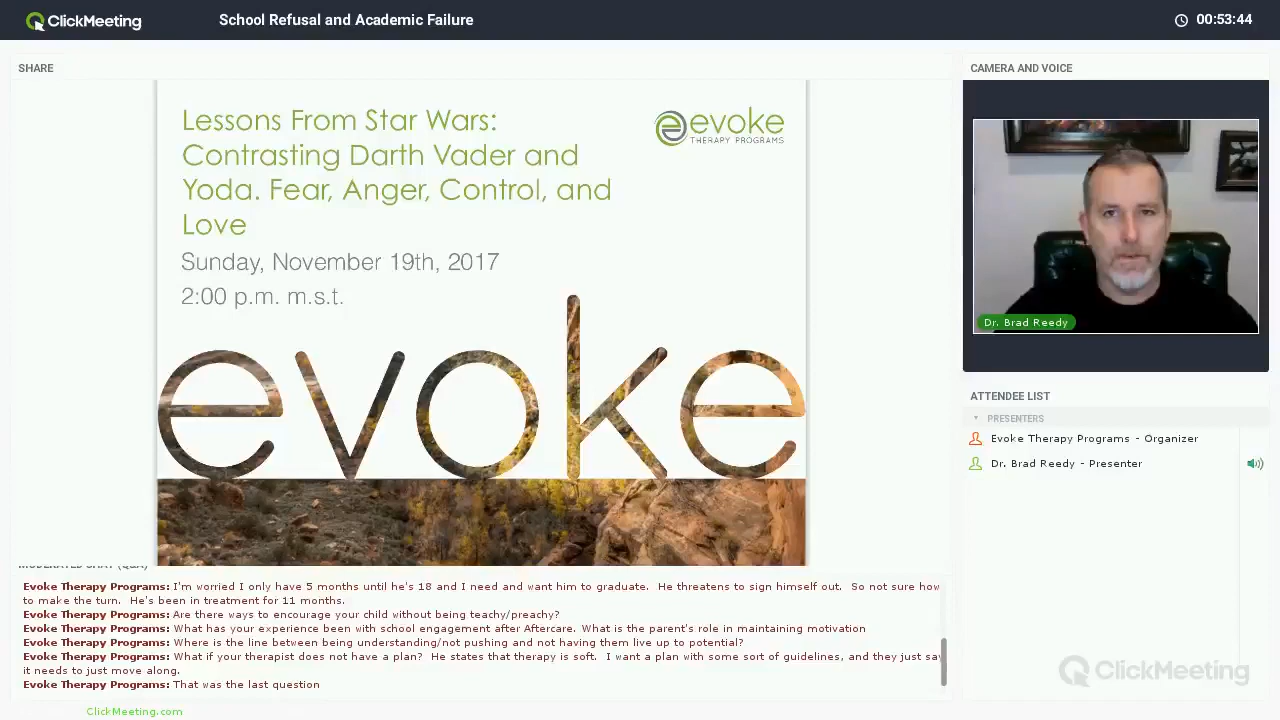 ClickMeeting
School Refusal and Academic Failure
00:53:44
SHARE
Lessons From Star Wars:
Contrasting Darth Vader and
Yoda. Fear, Anger, Control, and
Love
evoke
THERAPY PROGRAMS
Sunday, November 19th, 2017
2:00 p.m. m.s.t.
evoke
CAMERA AND VOICE
Dr. Brad Reedy
ATTENDEE LIST
PRESENTERS
Evoke Therapy Programs - Organizer
Dr. Brad Reedy - Presenter
MODERATED CHAT (Q&A)
Evoke Therapy Programs: I'm worried I only have 5 months until he's 18 and I need and want him to graduate. He threatens to sign himself out. So not sure how
to make the turn. He's been in treatment for 11 months.
Evoke Therapy Programs: Are there ways to encourage your child without being teachy/preachy?
Evoke Therapy Programs: What has your experience been with school engagement after Aftercare. What is the parent's role in maintaining motivation
Evoke Therapy Programs: Where is the line between being understanding/not pushing and not having them live up to potential?
Evoke Therapy Programs: What if your therapist does not have a plan? He states that therapy is soft. I want a plan with some sort of guidelines, and they just say
it needs to just move along.
Evoke Therapy Programs: That was the last question
ClickMeeting
ClickMeeting.com